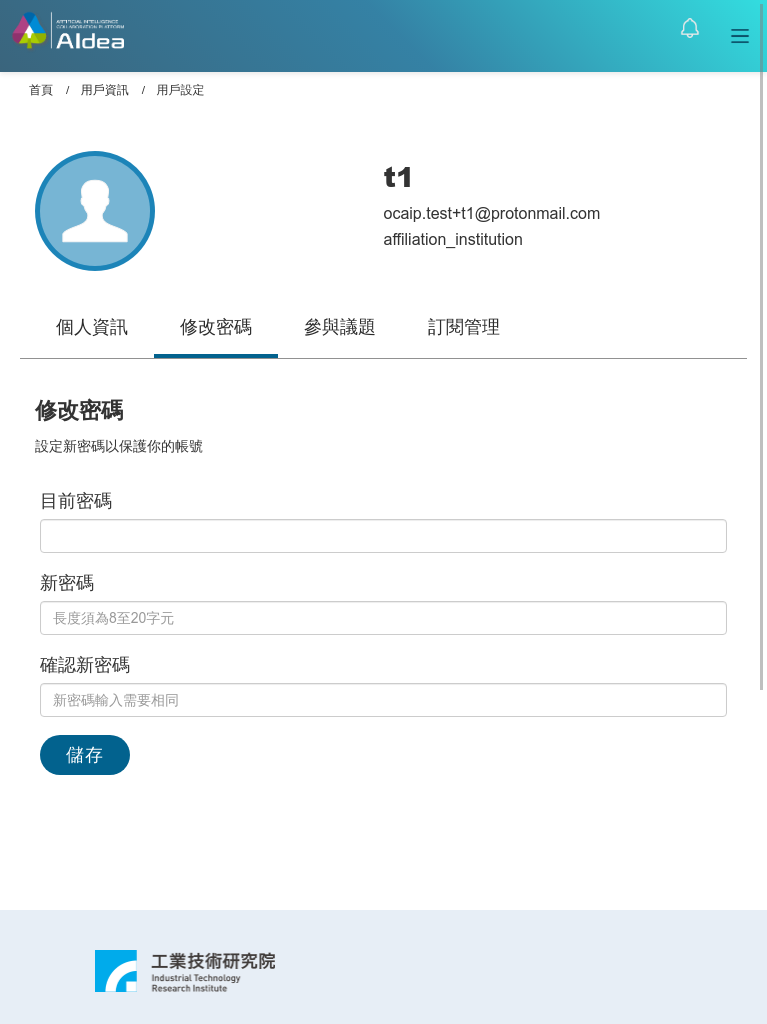 ARTIFICIAL INTELLIGENCE
COLLABORATION PLATFORM
AIdea
首頁 / 用戶資訊 / 用戶設定
t1
ocaip.test+t1@protonmail.com
affiliation_institution
個人資訊 修改密碼 參與議題 訂閱管理
修改密碼
設定新密碼以保護你的帳號
目前密碼
新密碼
長度須為8至20字元
確認新密碼
新密碼輸入需要相同
儲存
工業技術研究院
Industrial Technology
Research Institute